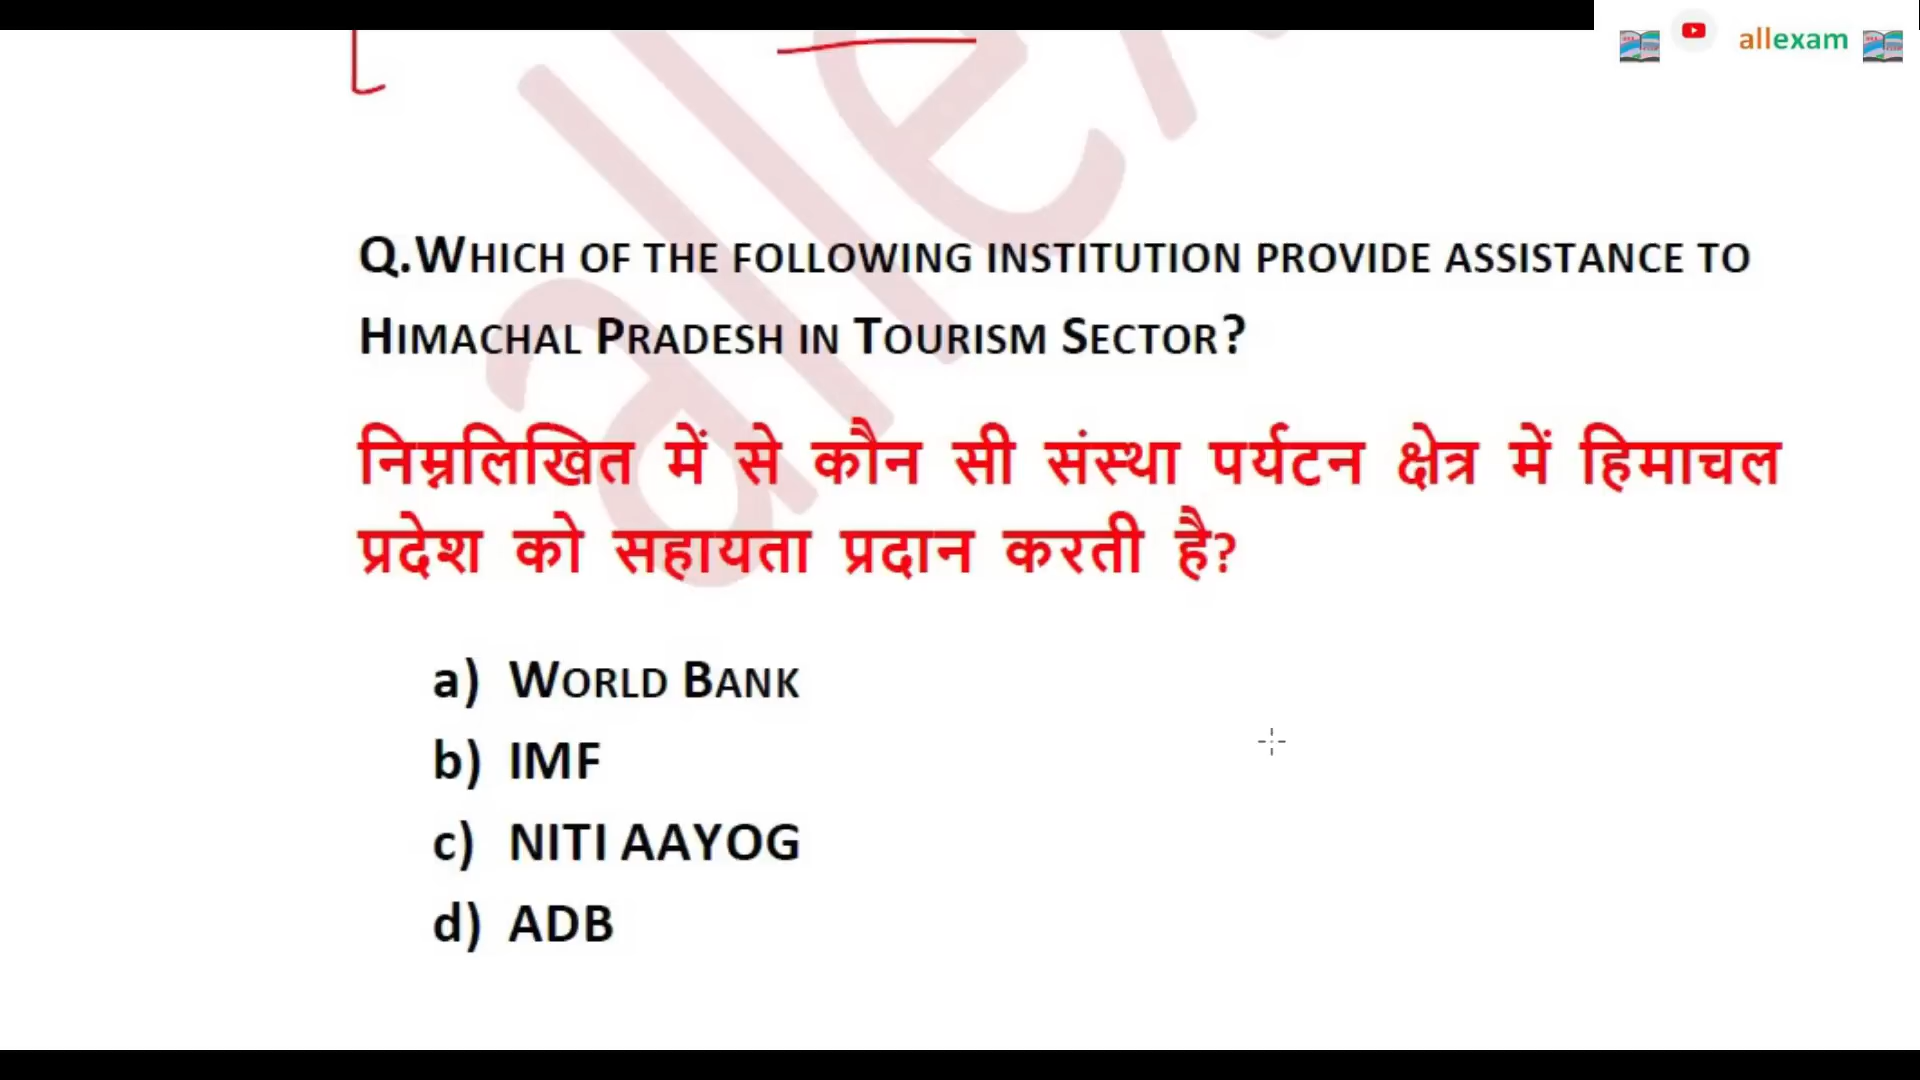 allexam
Q.Which of the following institution provide assistance to
Himachal Pradesh in Tourism Sector?
निम्नलिखित में से कौन सी संस्था पर्यटन क्षेत्र में हिमाचल
प्रदेश को सहायता प्रदान करती है?
a) World Bank
b) IMF
c) NITI AAYOG
d) ADB